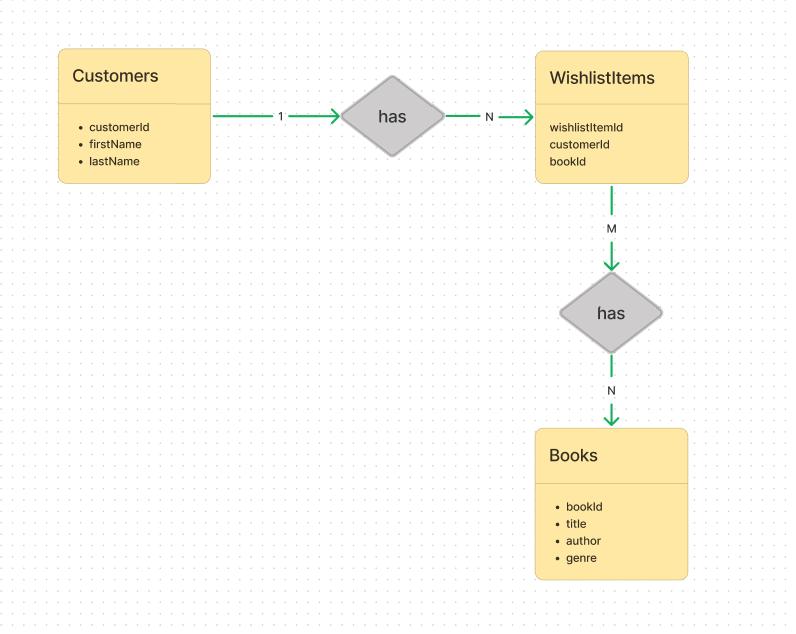 Customers
customerId
firstName
lastName
1
has
N
WishlistItems
wishlistItemId
customerId
bookId
M
has
N
Books
bookId
title
author
genre